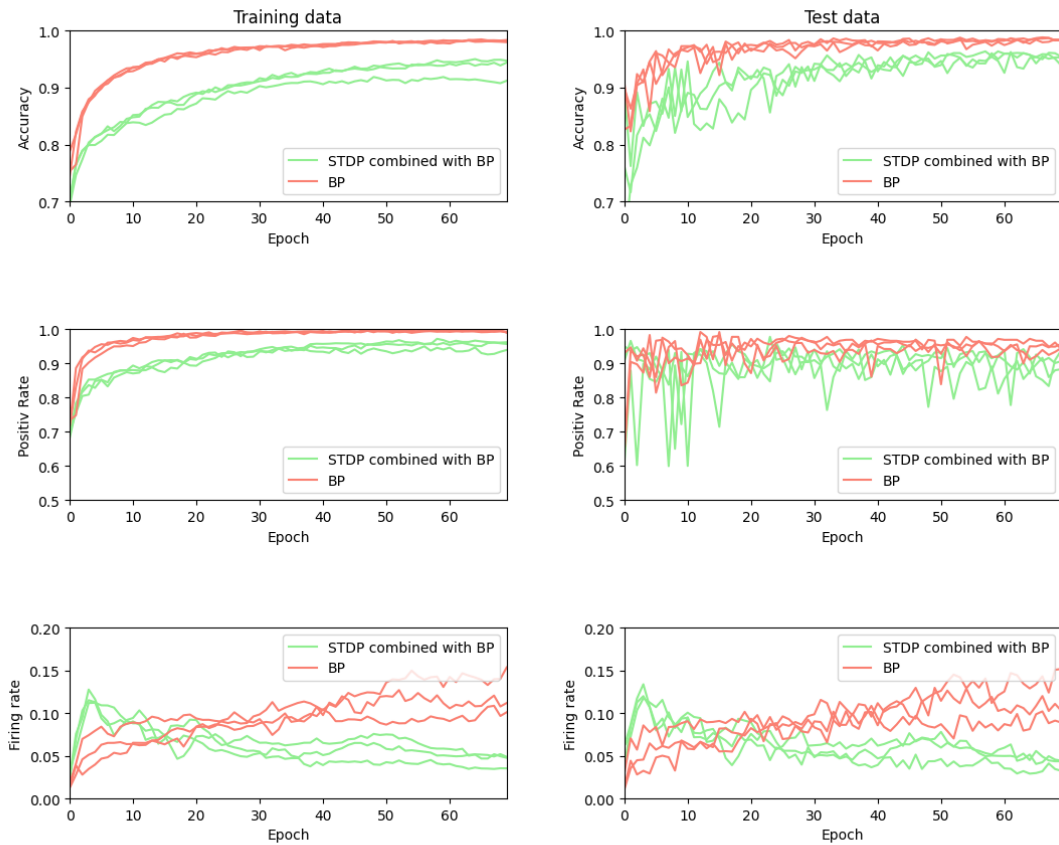 Training data
1.0
0.9
0.8
0.7
Accuracy
STDP combined with BP
BP
0 10 20 30 40 50 60
Epoch
Test data
1.0
0.9
0.8
0.7
Accuracy
STDP combined with BP
BP
0 10 20 30 40 50 60
Epoch
1.0
0.9
0.8
0.7
0.6
0.5
Positiv Rate
STDP combined with BP
BP
0 10 20 30 40 50 60
Epoch
1.0
0.9
0.8
0.7
0.6
0.5
Positiv Rate
STDP combined with BP
BP
0 10 20 30 40 50 60
Epoch
0.20
0.15
0.10
0.05
0.00
Firing rate
STDP combined with BP
BP
0 10 20 30 40 50 60
Epoch
0.20
0.15
0.10
0.05
0.00
Firing rate
STDP combined with BP
BP
0 10 20 30 40 50 60
Epoch